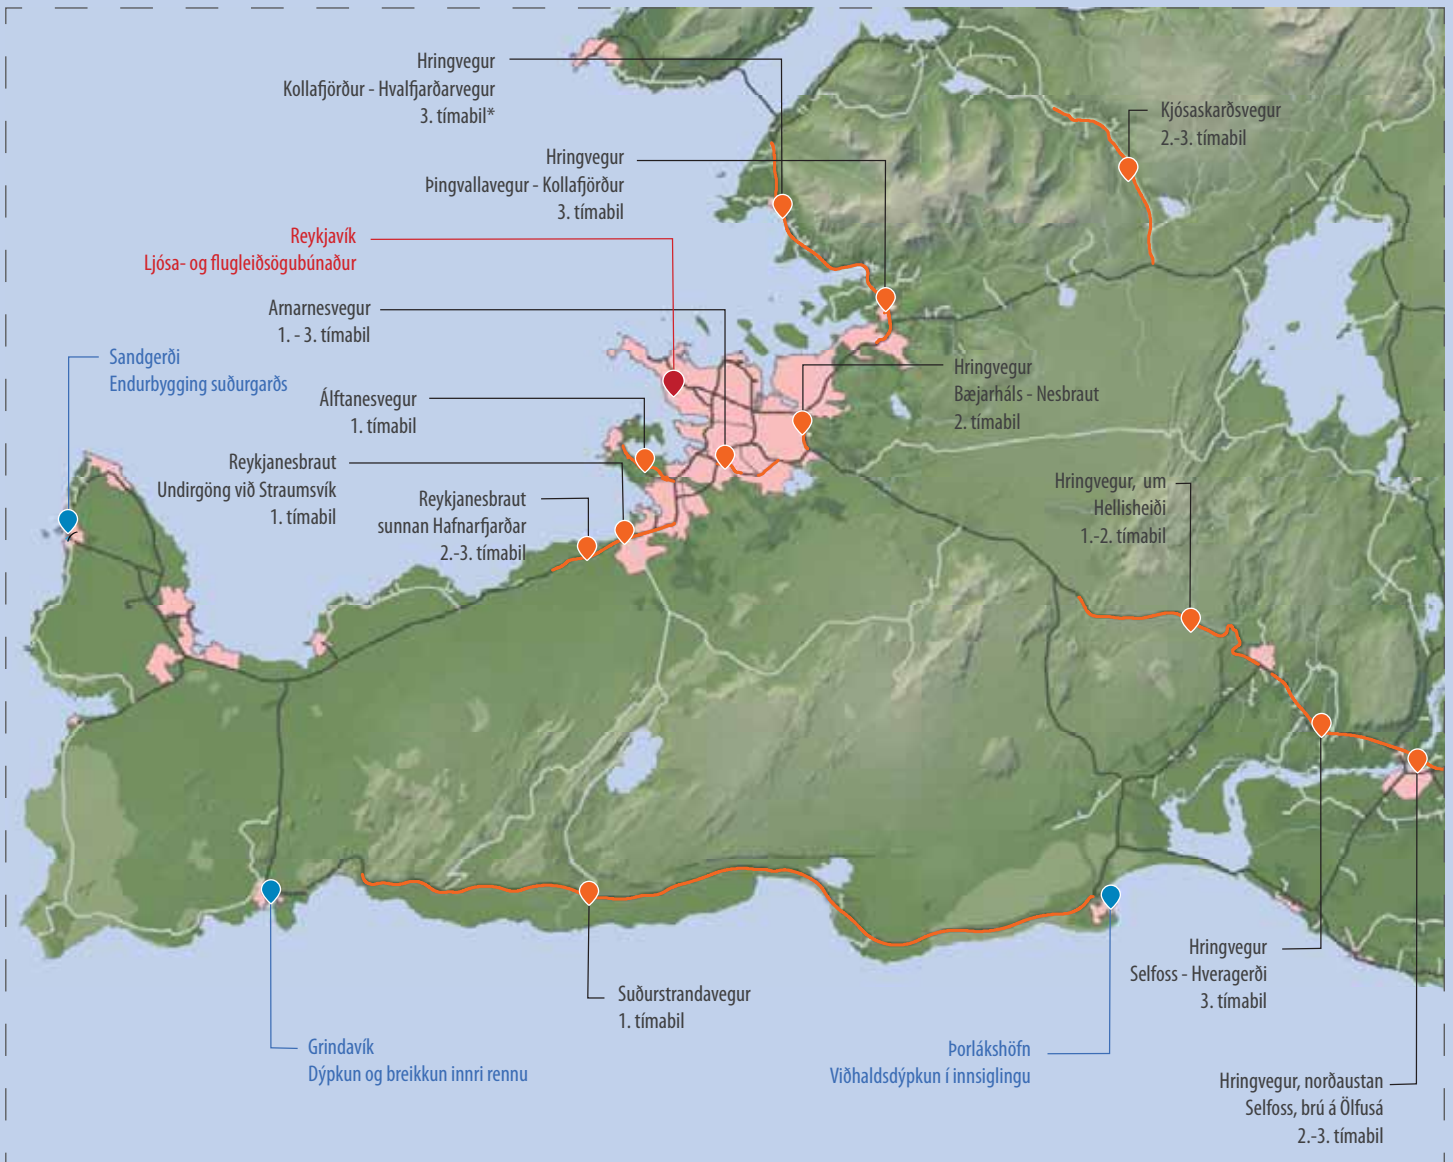 Hringvegur
Kollafjörður - Hvalfjarðarvegur
3. tímabil*
Kjósaskarðsvegur
2.-3. tímabil
Hringvegur
Þingvallavegur - Kollafjörður
3. tímabil
Reykjavík
Ljósa- og flugleiðsögubúnaður
Arnarnesvegur
1. - 3. tímabil
Sandgerði
Endurbygging suðurgarðs
Hringvegur
Bæjarháls - Nesbraut
2. tímabil
Álftanesvegur
1. tímabil
Reykjanesbraut
Undirgöng við Straumsvík
1. tímabil
Reykjanesbraut
sunnan Hafnarfjarðar
2.-3. tímabil
Hringvegur, um
Hellisheiði
1.-2. tímabil
Hringvegur
Selfoss - Hveragerði
3. tímabil
Suðurstrandavegur
1. tímabil
Grindavík
Dýpkun og breikkun innri rennu
Þorlákshöfn
Viðhaldsdýpkun í innsiglingu
Hringvegur, norðaustan
Selfoss, brú á Ölfusá
2.-3. tímabil